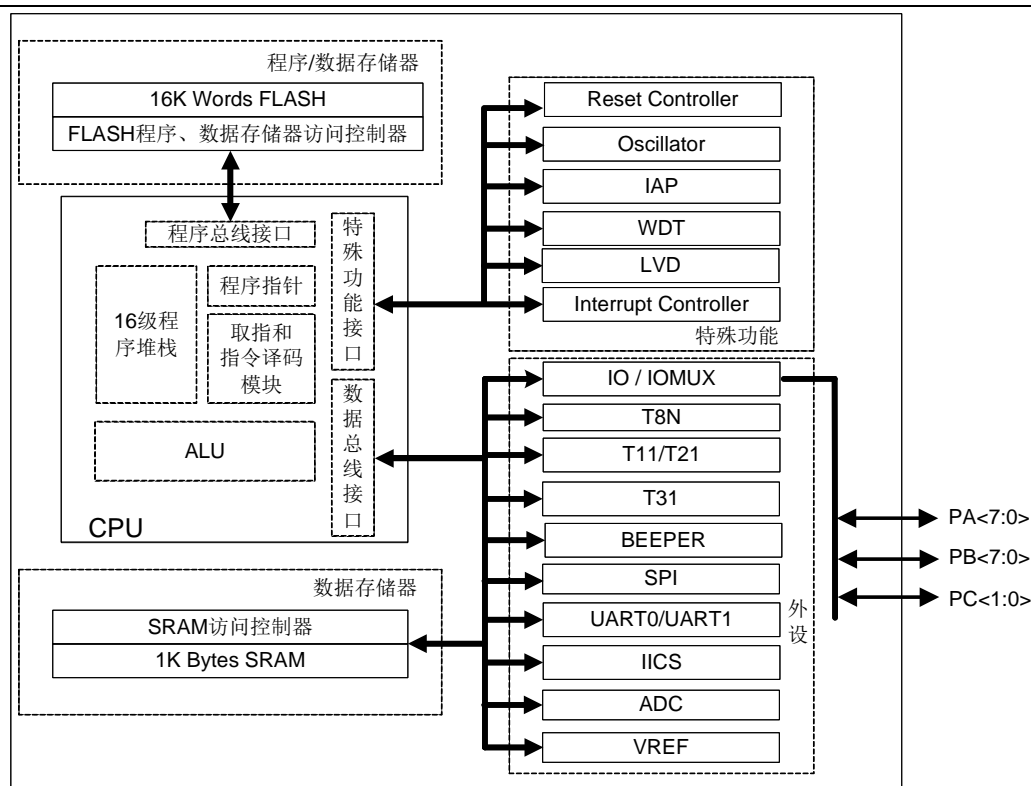 程序/数据存储器
16K Words FLASH
FLASH程序、数据存储器访问控制器
程序总线接口
特殊功能接口
程序指针
16级程
序堆栈
取指和
指令译码
模块
数据总线接口
ALU
CPU
数据存储器
SRAM访问控制器
1K Bytes SRAM
Reset Controller
Oscillator
IAP
WDT
LVD
Interrupt Controller
特殊功能
IO / IOMUX
T8N
T11/T21
T31
BEEPER
SPI
UART0/UART1
IICS
ADC
VREF
外设
PA<7:0>
PB<7:0>
PC<1:0>